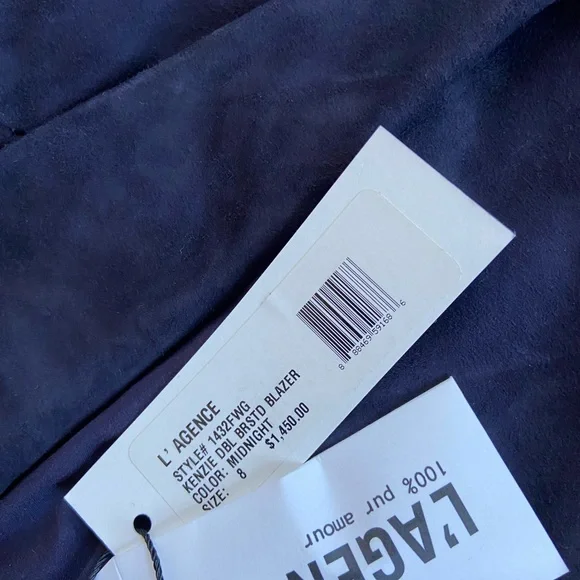 L' AGENCE
STYLE# 1432FWG
KENZIE DBL BRSTD BLAZER
COLOR: MIDNIGHT
SIZE: 8 $1,450.00
8 88469 59168 6
L'AGEN
100% pur amour